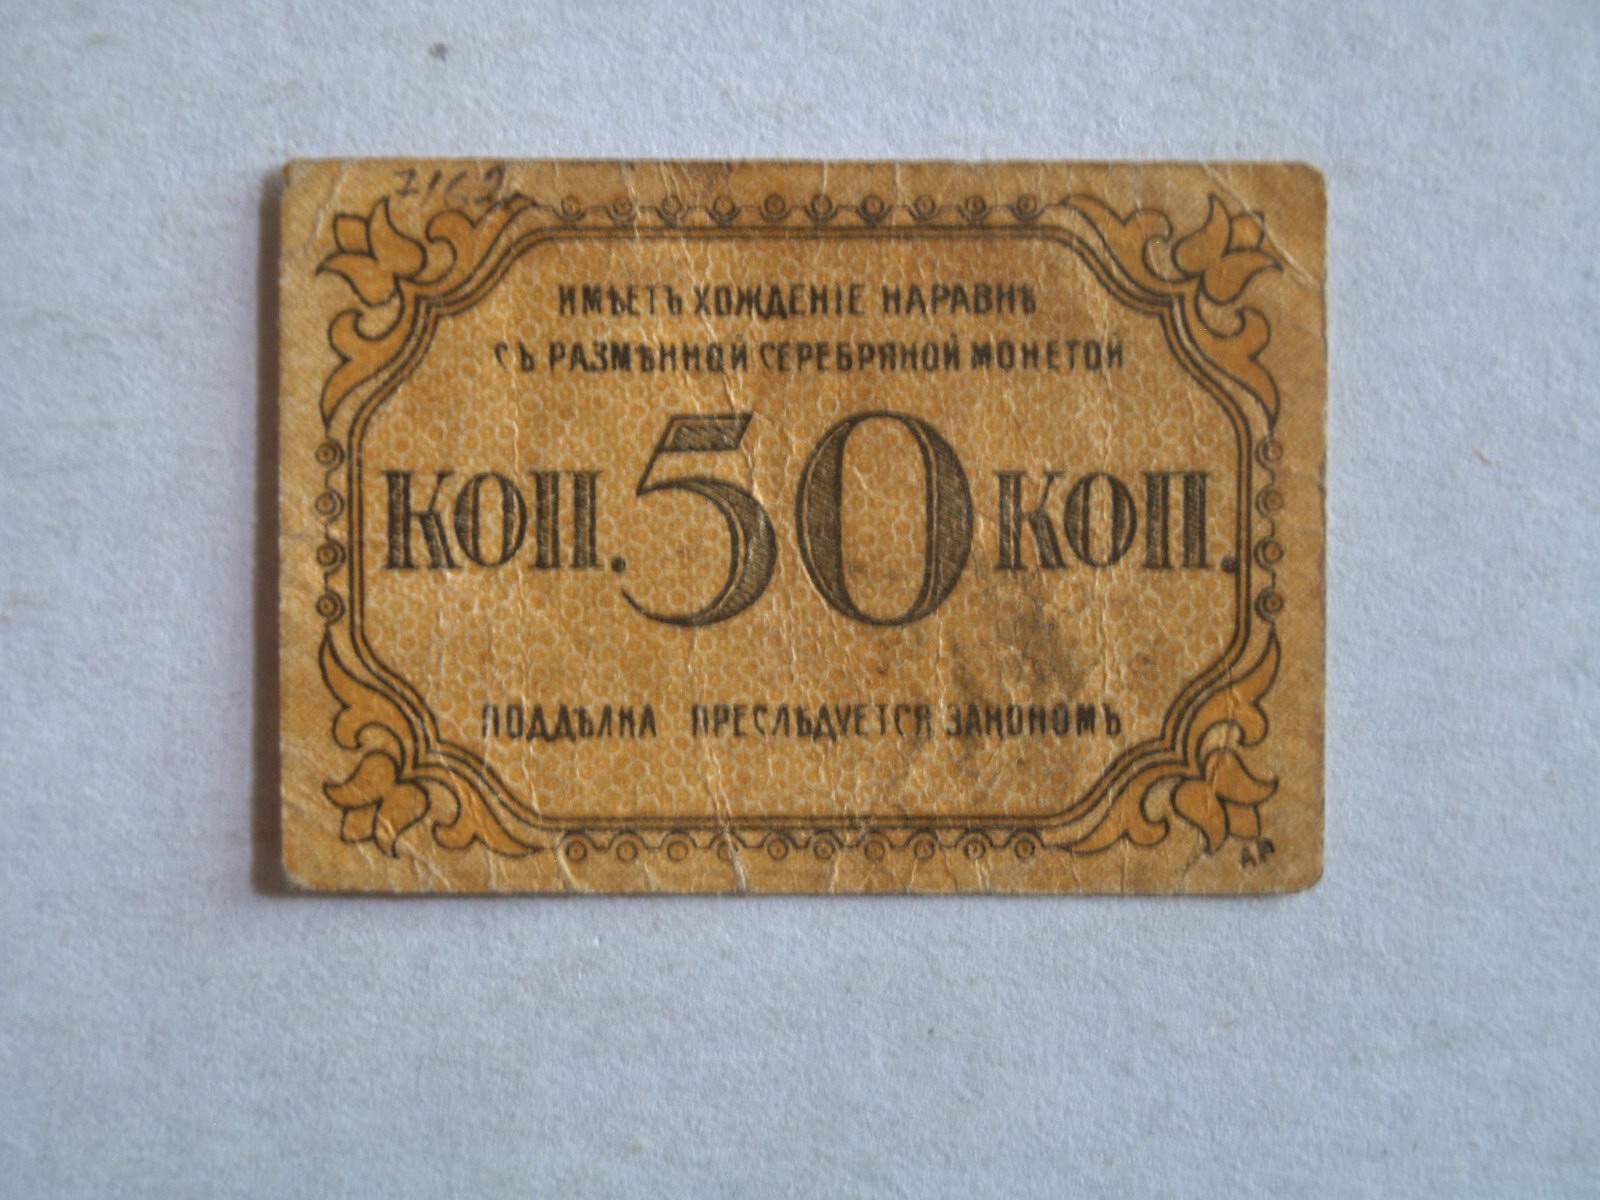 ИМѢЕТЪ ХОЖДЕНІЕ НАРАВНѢ
СЪ РАЗМѢННОЙ СЕРЕБРЯНОЙ МОНЕТОЙ
КОП. 50 КОП.
ПОДДѢЛКА ПРЕСЛѢДУЕТСЯ ЗАКОНОМЪ